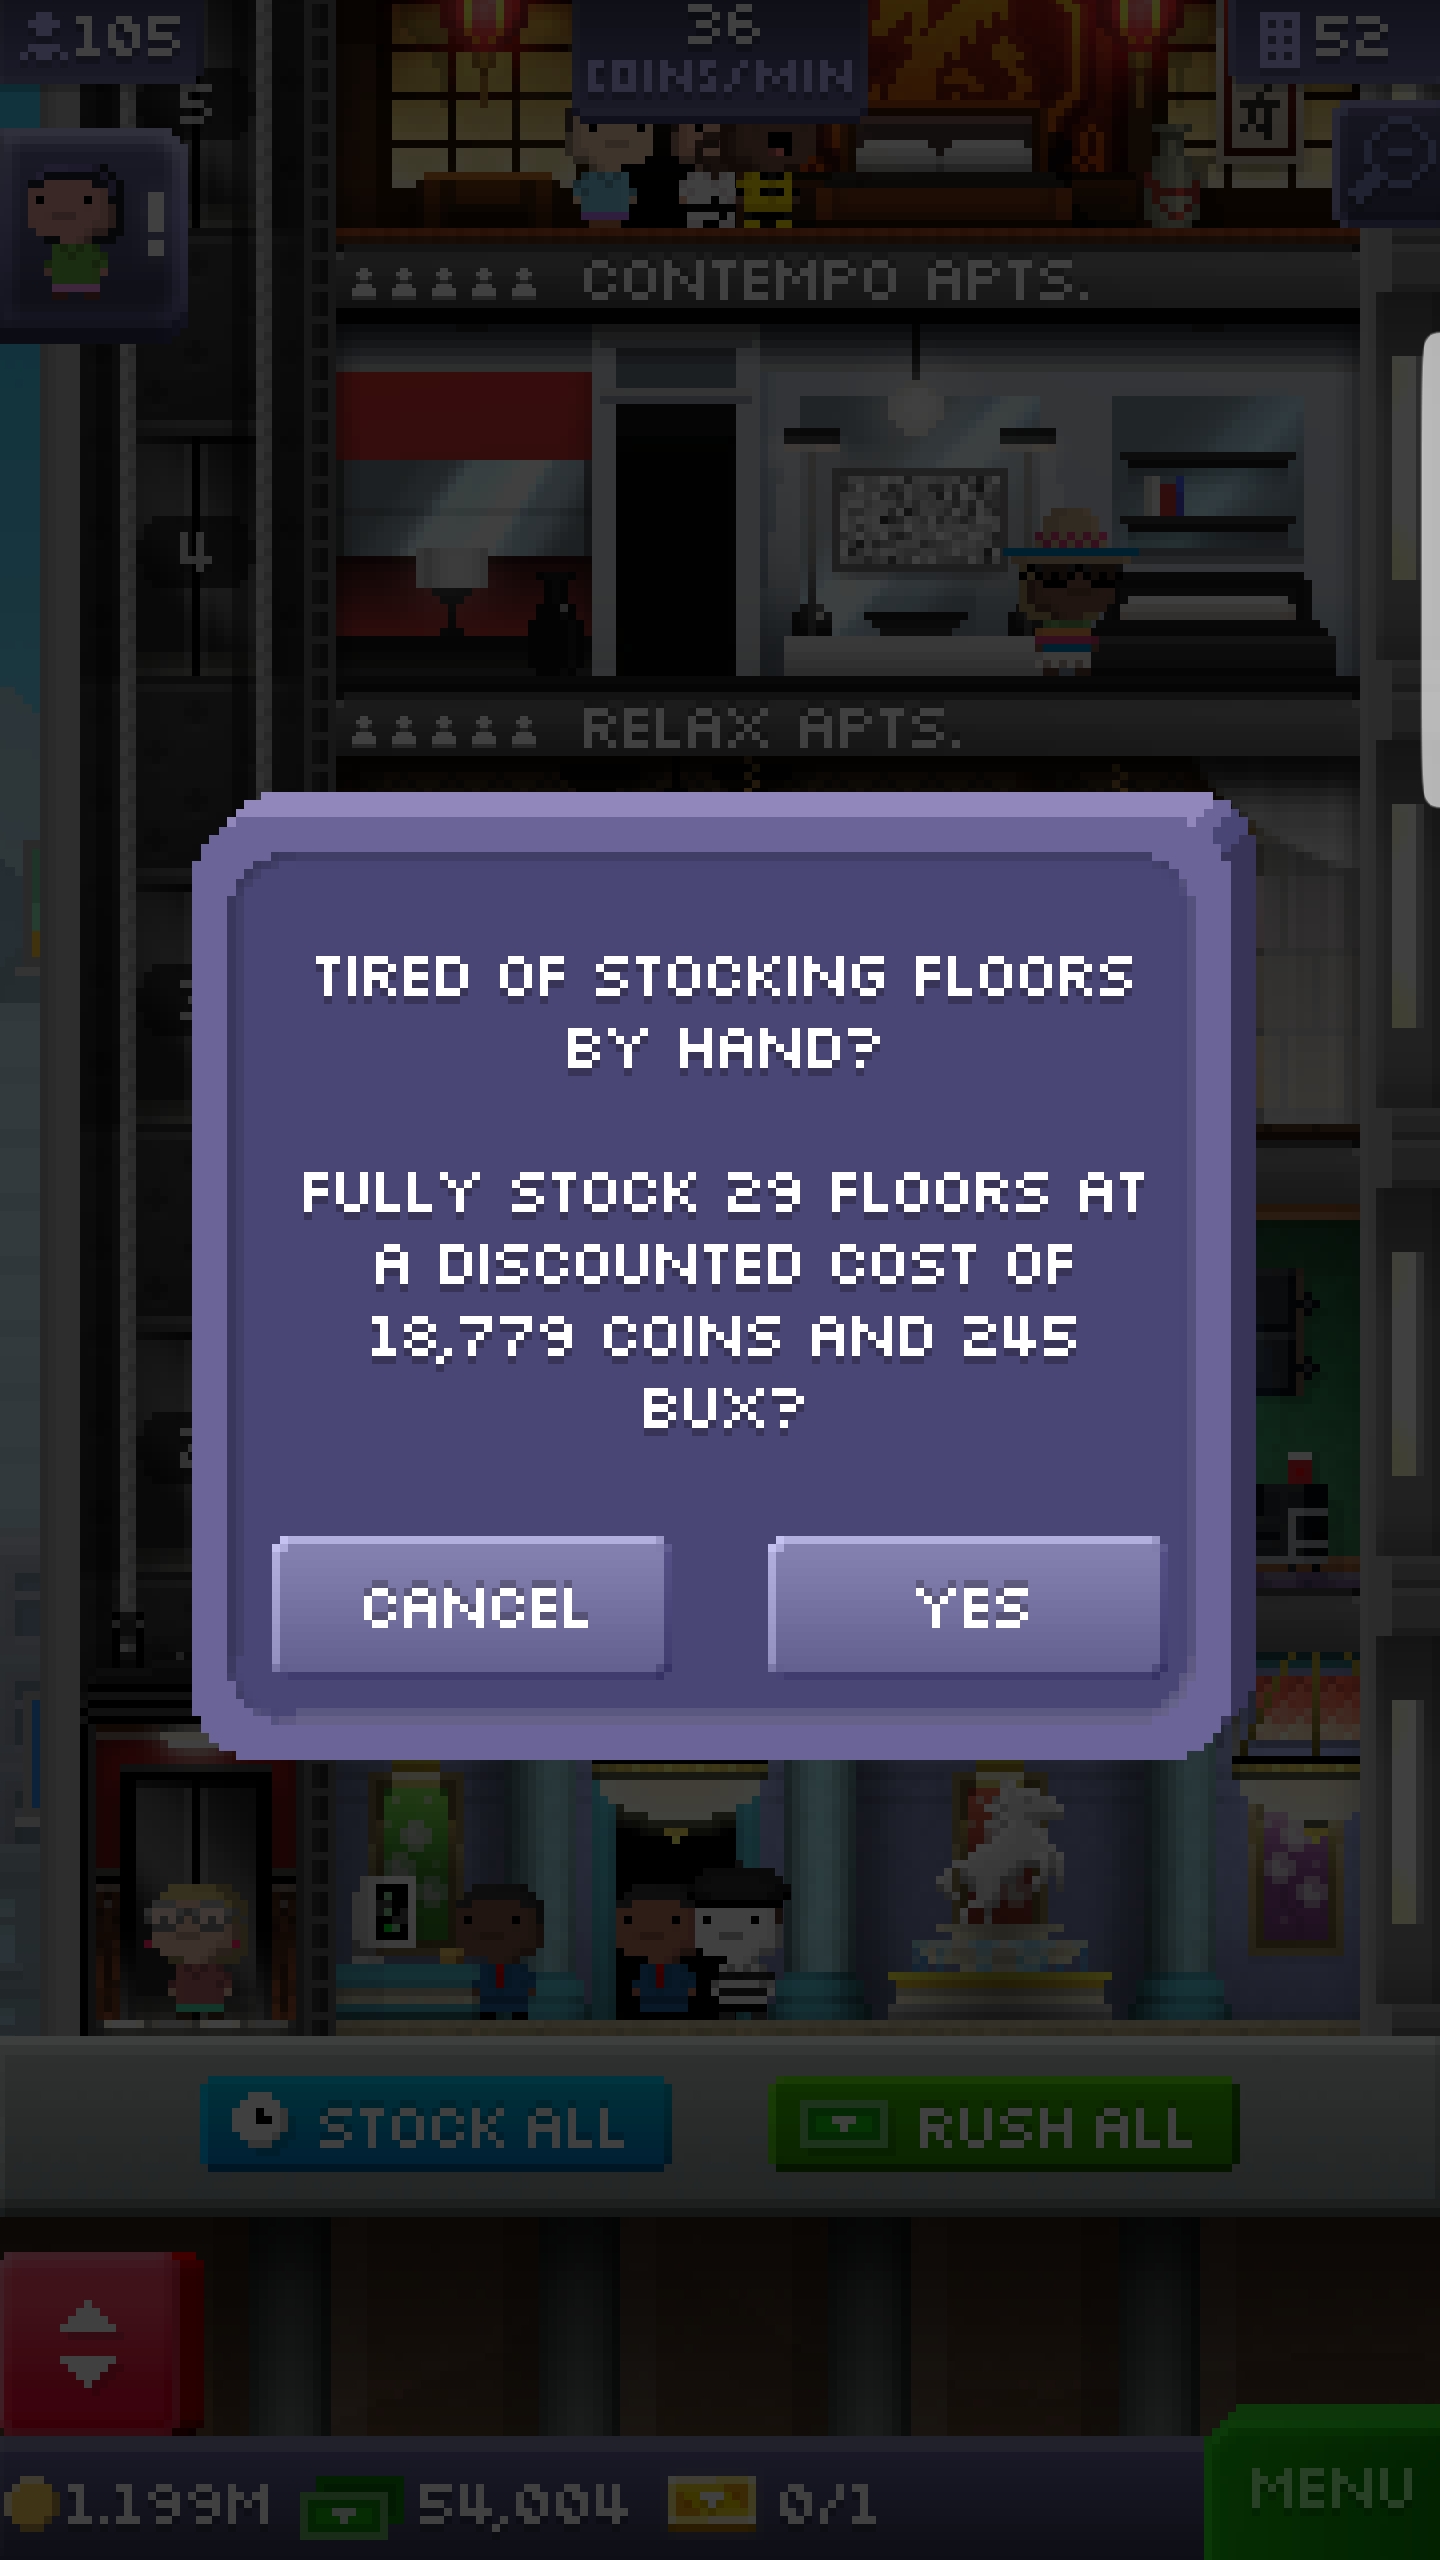 105
36
COINS/MIN
52
5
!
CONTEMPO APTS.
4
RELAX APTS.
TIRED OF STOCKING FLOORS
BY HAND?
FULLY STOCK 29 FLOORS AT
A DISCOUNTED COST OF
18,779 COINS AND 245
BUX?
CANCEL
YES
STOCK ALL
RUSH ALL
1.199M
54,004
0/1
MENU